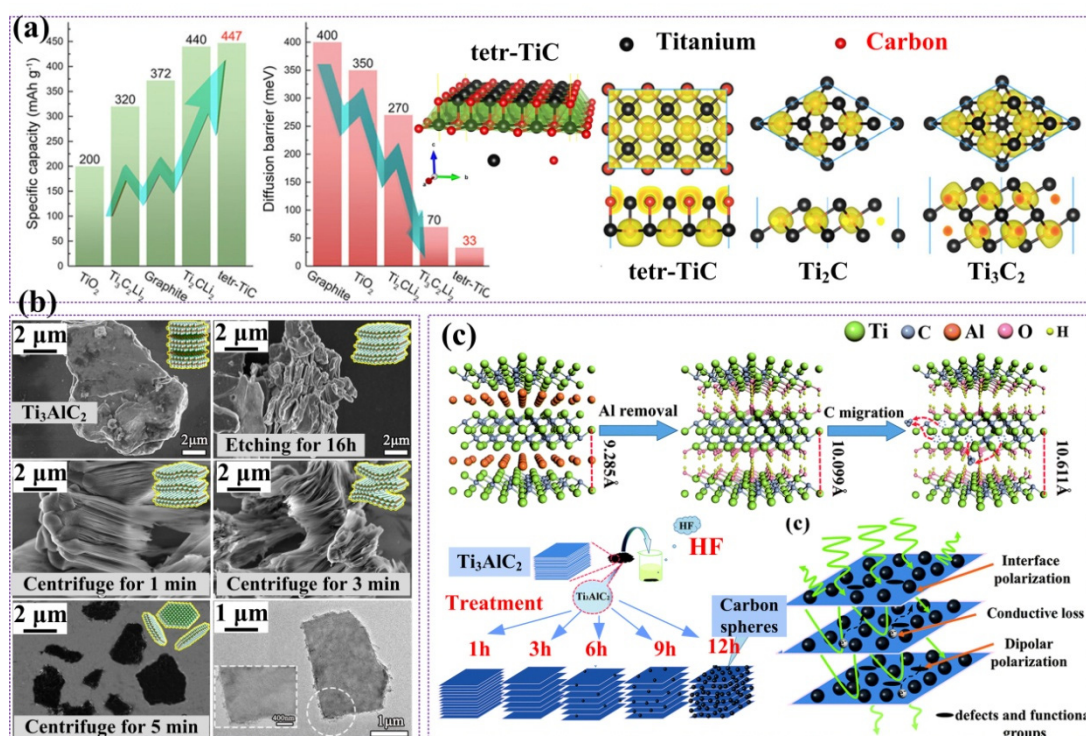 (a)
Specific capacity (mAh g⁻¹)
450
400
350
300
250
200
150
100
50
0
200
320
372
440
447
TiO₂
Ti₃C₂Li₂
Graphite
Ti₂CLi₂
tetr-TiC
Diffusion barrier (meV)
450
400
350
300
250
200
150
100
50
0
400
350
270
70
33
Graphite
TiO₂
Ti₂CLi₂
Ti₃C₂Li₂
tetr-TiC
tetr-TiC
c
a
b
Titanium
Carbon
tetr-TiC
Ti₂C
Ti₃C₂
(b)
2 µm
Ti₃AlC₂
2µm
2 µm
Etching for 16h
2µm
2 µm
Centrifuge for 1 min
2 µm
Centrifuge for 3 min
2 µm
Centrifuge for 5 min
1 µm
400nm
1µm
(c)
Ti
C
Al
O
H
Al removal
C migration
9.285Å
10.099Å
10.611Å
HF
HF
Ti₃AlC₂
Ti₃AlC₂
Treatment
Carbon
spheres
1h
3h
6h
9h
12h
(c)
Interface
polarization
Conductive loss
Dipolar
polarization
defects and functional
groups